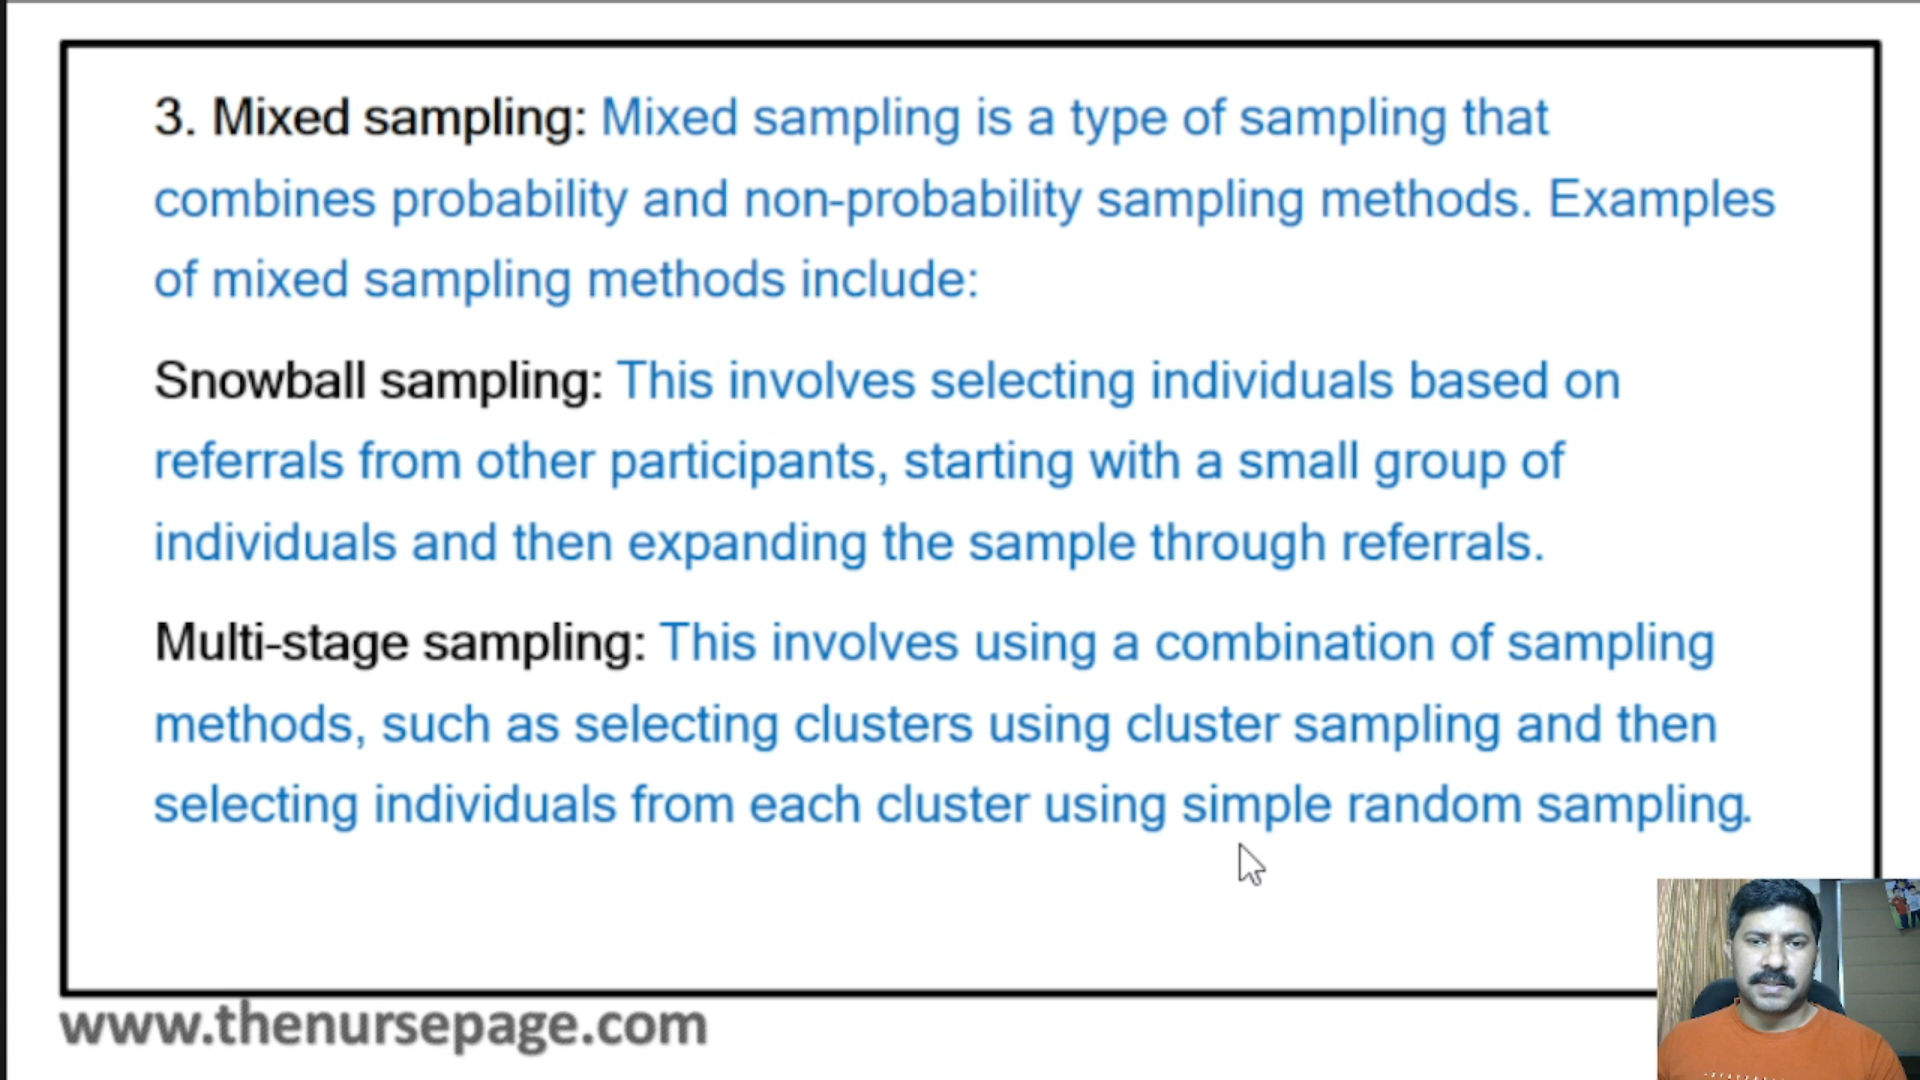 3. Mixed sampling: Mixed sampling is a type of sampling that
combines probability and non-probability sampling methods. Examples
of mixed sampling methods include:
Snowball sampling: This involves selecting individuals based on
referrals from other participants, starting with a small group of
individuals and then expanding the sample through referrals.
Multi-stage sampling: This involves using a combination of sampling
methods, such as selecting clusters using cluster sampling and then
selecting individuals from each cluster using simple random sampling.
www.thenursepage.com